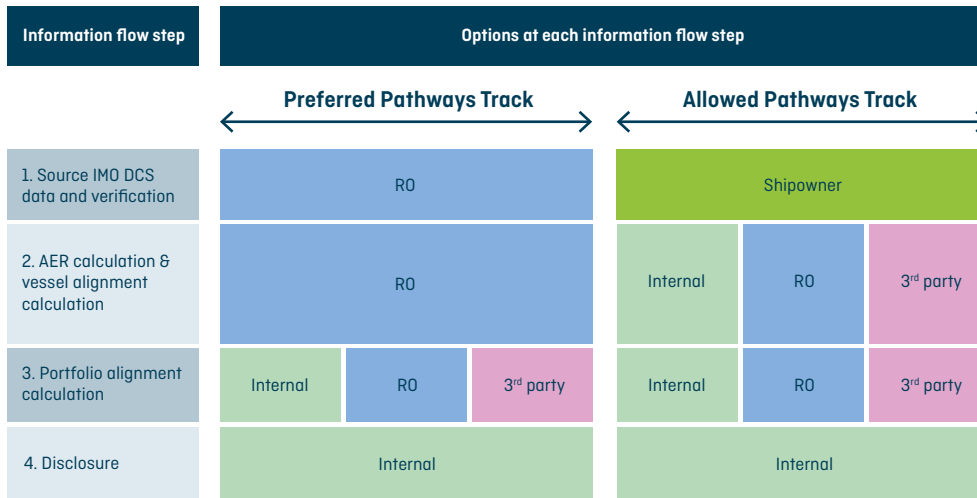 Information flow step
Options at each information flow step
Preferred Pathways Track
Allowed Pathways Track
1. Source IMO DCS
data and verification
RO
Shipowner
2. AER calculation &
vessel alignment
calculation
RO
Internal
RO
3rd party
3. Portfolio alignment
calculation
Internal
RO
3rd party
Internal
RO
3rd party
4. Disclosure
Internal
Internal